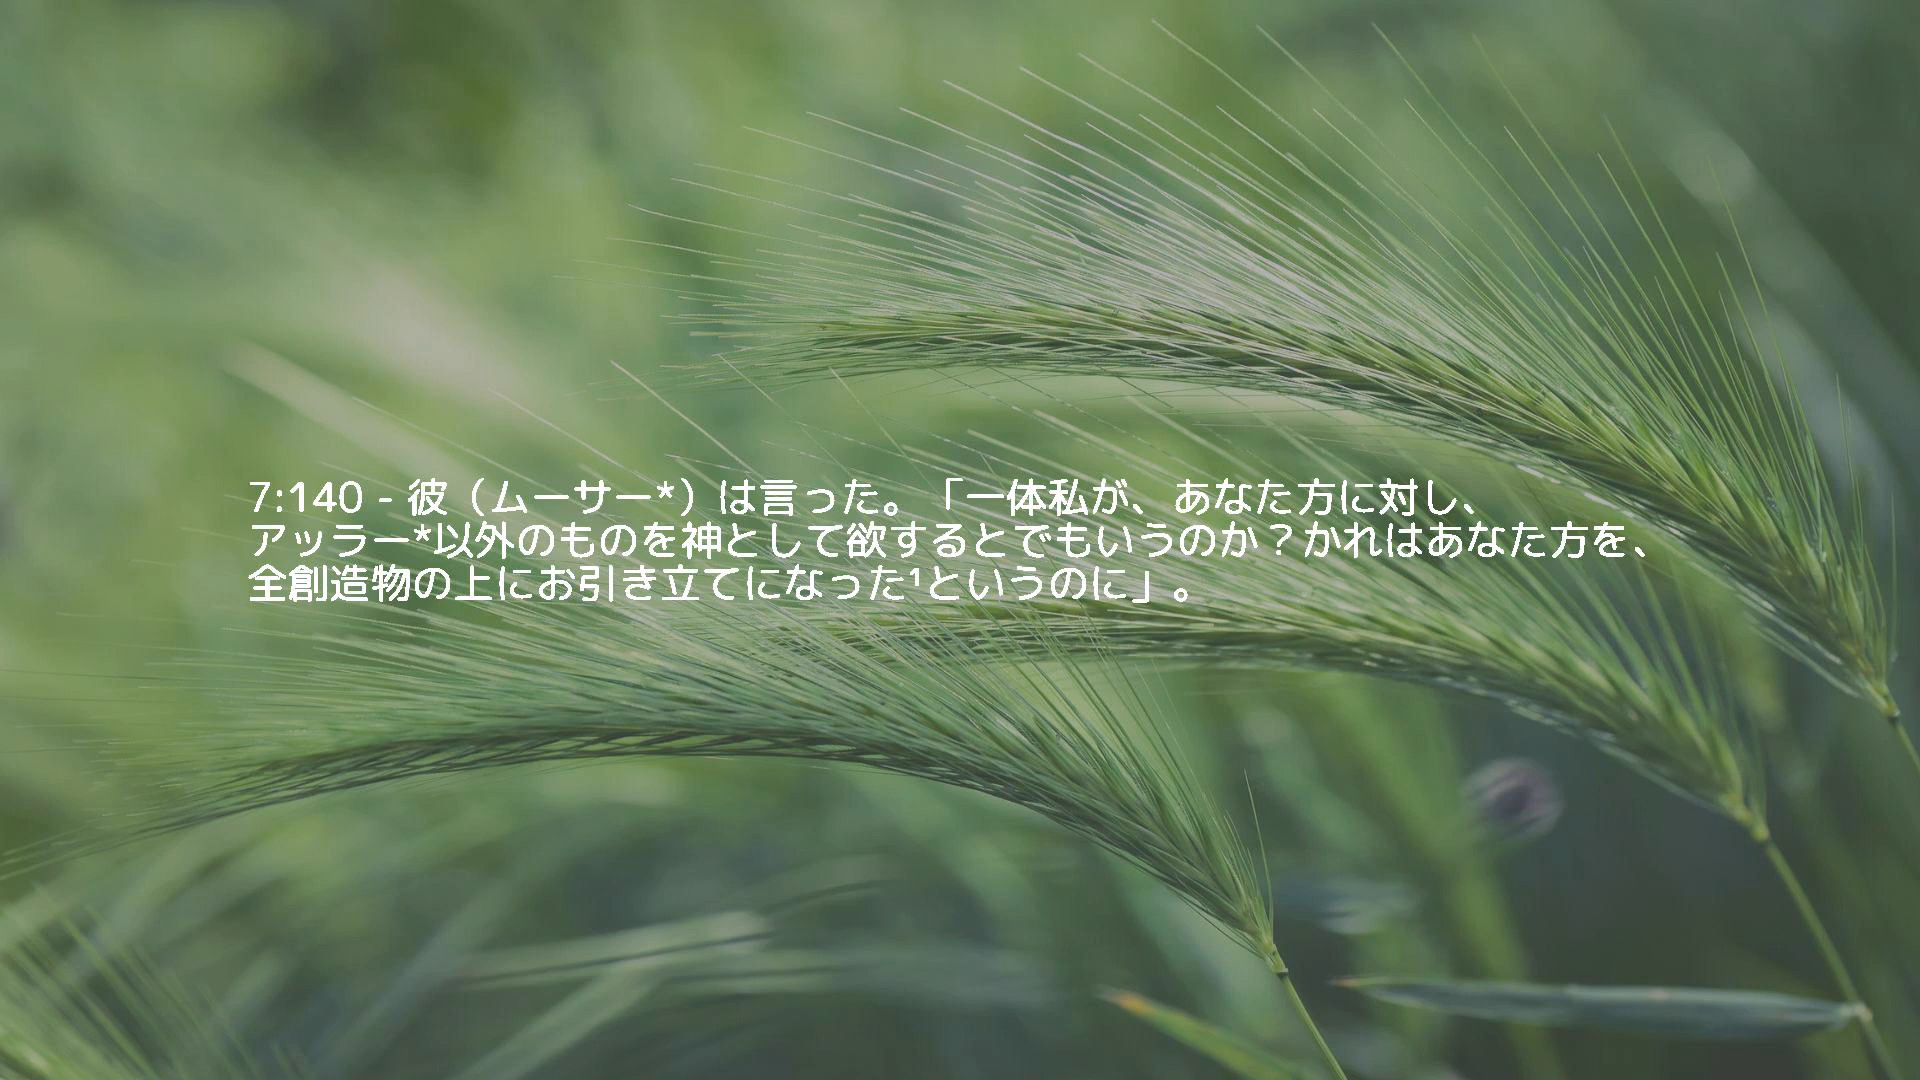 7:140 - 彼（ムーサー*）は言った。「一体私が、あなた方に対し、
アッラー*以外のものを神として欲するとでもいうのか？かれはあなた方を、
全創造物の上にお引き立てになった¹というのに」。